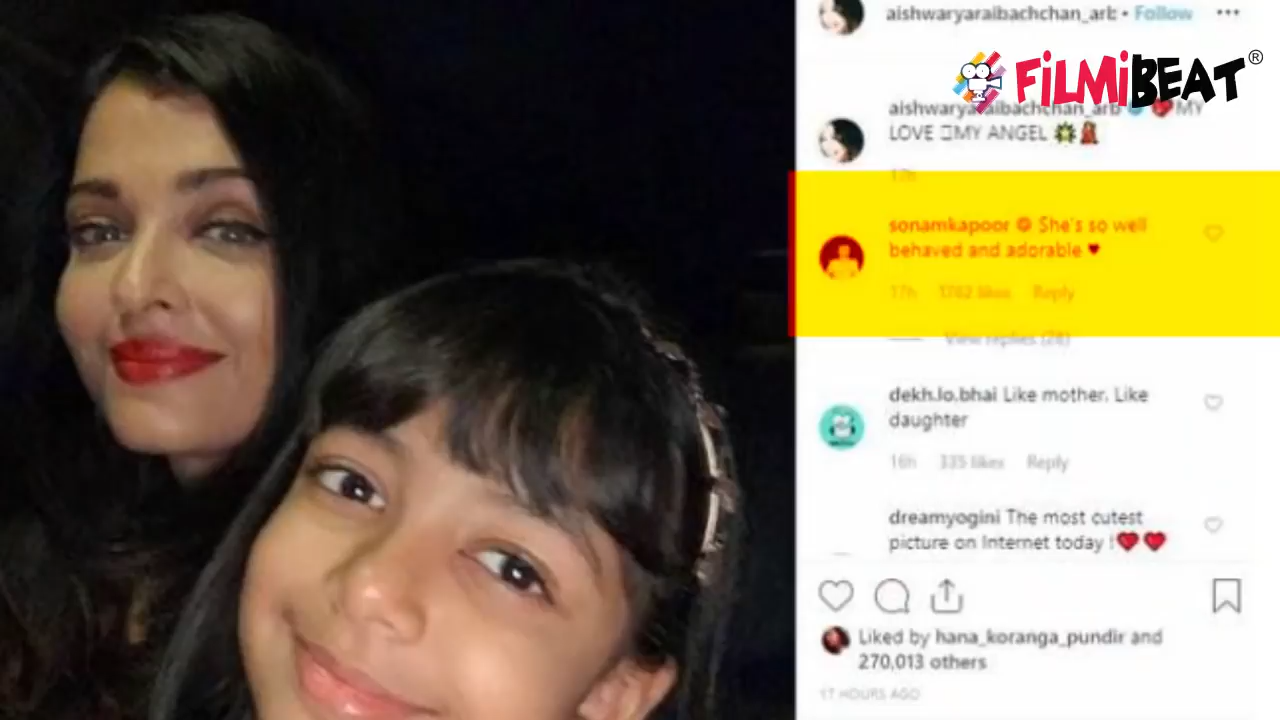 aishwaryaraibachchan_arb • Follow •••
FiLMiBEAT®
aishwaryaraibachchan_arb MY
LOVE MY ANGEL
17h
sonamkapoor She's so well
behaved and adorable ♥
17h 1762 likes Reply
View replies (28)
dekh.lo.bhai Like mother. Like
daughter
16h 335 likes Reply
dreamyogini The most cutest
picture on Internet today !❤❤
Liked by hana_koranga_pundir and
270,013 others
17 HOURS AGO